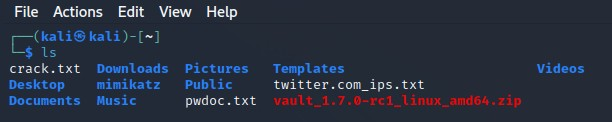 File Actions Edit View Help
┌──(kali㉿kali)-[~]
└─$ ls
crack.txt Downloads Pictures Templates Videos
Desktop mimikatz Public twitter.com_ips.txt
Documents Music pwdoc.txt vault_1.7.0-rc1_linux_amd64.zip